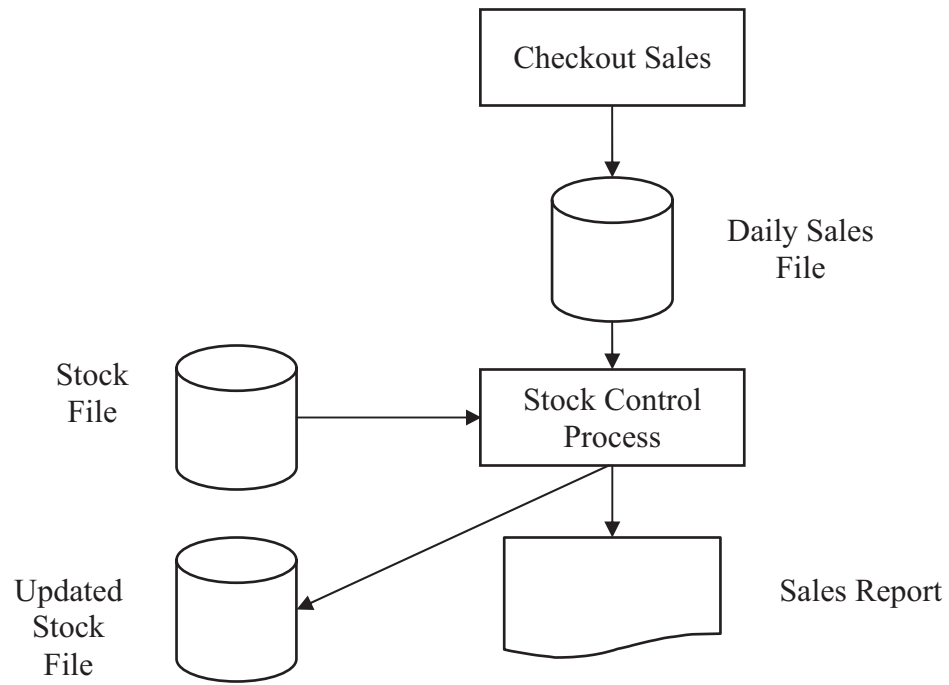 Checkout Sales
Daily Sales
File
Stock
File
Stock Control
Process
Updated
Stock
File
Sales Report